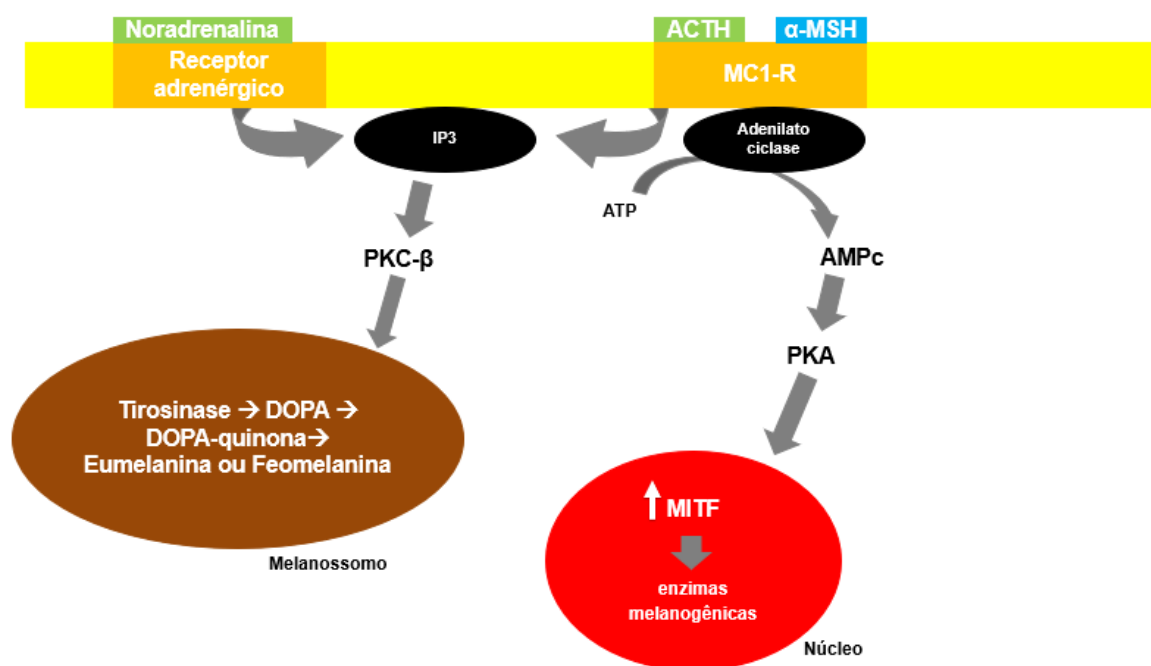 Noradrenalina
Receptor
adrenérgico
ACTH
α-MSH
MC1-R
IP3
Adenilato
ciclase
ATP
PKC-β
AMPc
PKA
Tirosinase → DOPA →
DOPA-quinona→
Eumelanina ou Feomelanina
Melanossomo
MITF
enzimas
melanogênicas
Núcleo